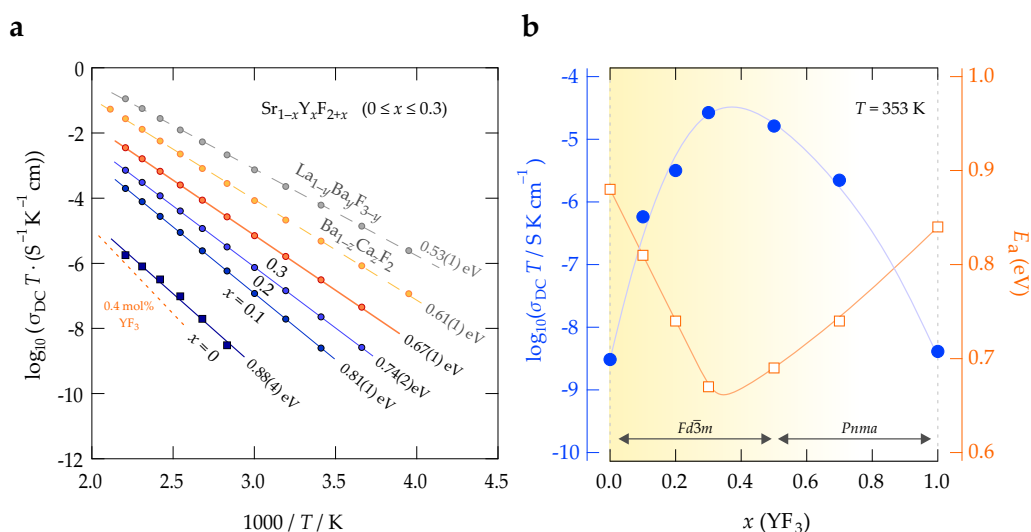 a
0
-2
-4
-6
-8
-10
-12
log₁₀ (σ_DC T · (S⁻¹ K⁻¹ cm))
Sr₁₋ₓYₓF₂₊ₓ (0 ≤ x ≤ 0.3)
La₁₋yBayF₃₋y
Ba₁₋zCazF₂
0.53(1) eV
0.61(1) eV
0.67(1) eV
0.74(2)eV
0.81(1) eV
0.88(4) eV
0.3
0.2
x = 0.1
x = 0
0.4 mol%
YF₃
2.0 2.5 3.0 3.5 4.0 4.5
1000 / T / K
b
-4
-5
-6
-7
-8
-9
-10
log₁₀(σ_DC T / S K cm⁻¹
T = 353 K
Fd3̅m
Pnma
1.0
0.9
0.8
0.7
0.6
Eₐ (eV)
0.0 0.2 0.4 0.6 0.8 1.0
x (YF₃)